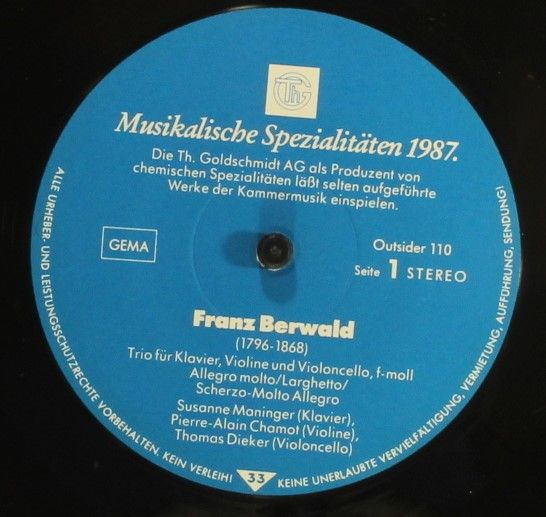 Th G
Musikalische Spezialitäten 1987.
Die Th. Goldschmidt AG als Produzent von
chemischen Spezialitäten läßt selten aufgeführte
Werke der Kammermusik einspielen.
GEMA
Outsider 110
Seite 1 STEREO
Franz Berwald
(1796-1868)
Trio für Klavier, Violine und Violoncello, f-moll
Allegro molto/Larghetto/
Scherzo-Molto Allegro
Susanne Maninger (Klavier),
Pierre-Alain Chamot (Violine),
Thomas Dieker (Violoncello)
ALLE URHEBER. UND LEISTUNGSSCHUTZRECHTE VORBEHALTEN. KEIN VERLEIH! 33 KEINE UNERLAUBTE VERVIELFÄLTIGUNG, VERMIETUNG, AUFFÜHRUNG, SENDUNG!